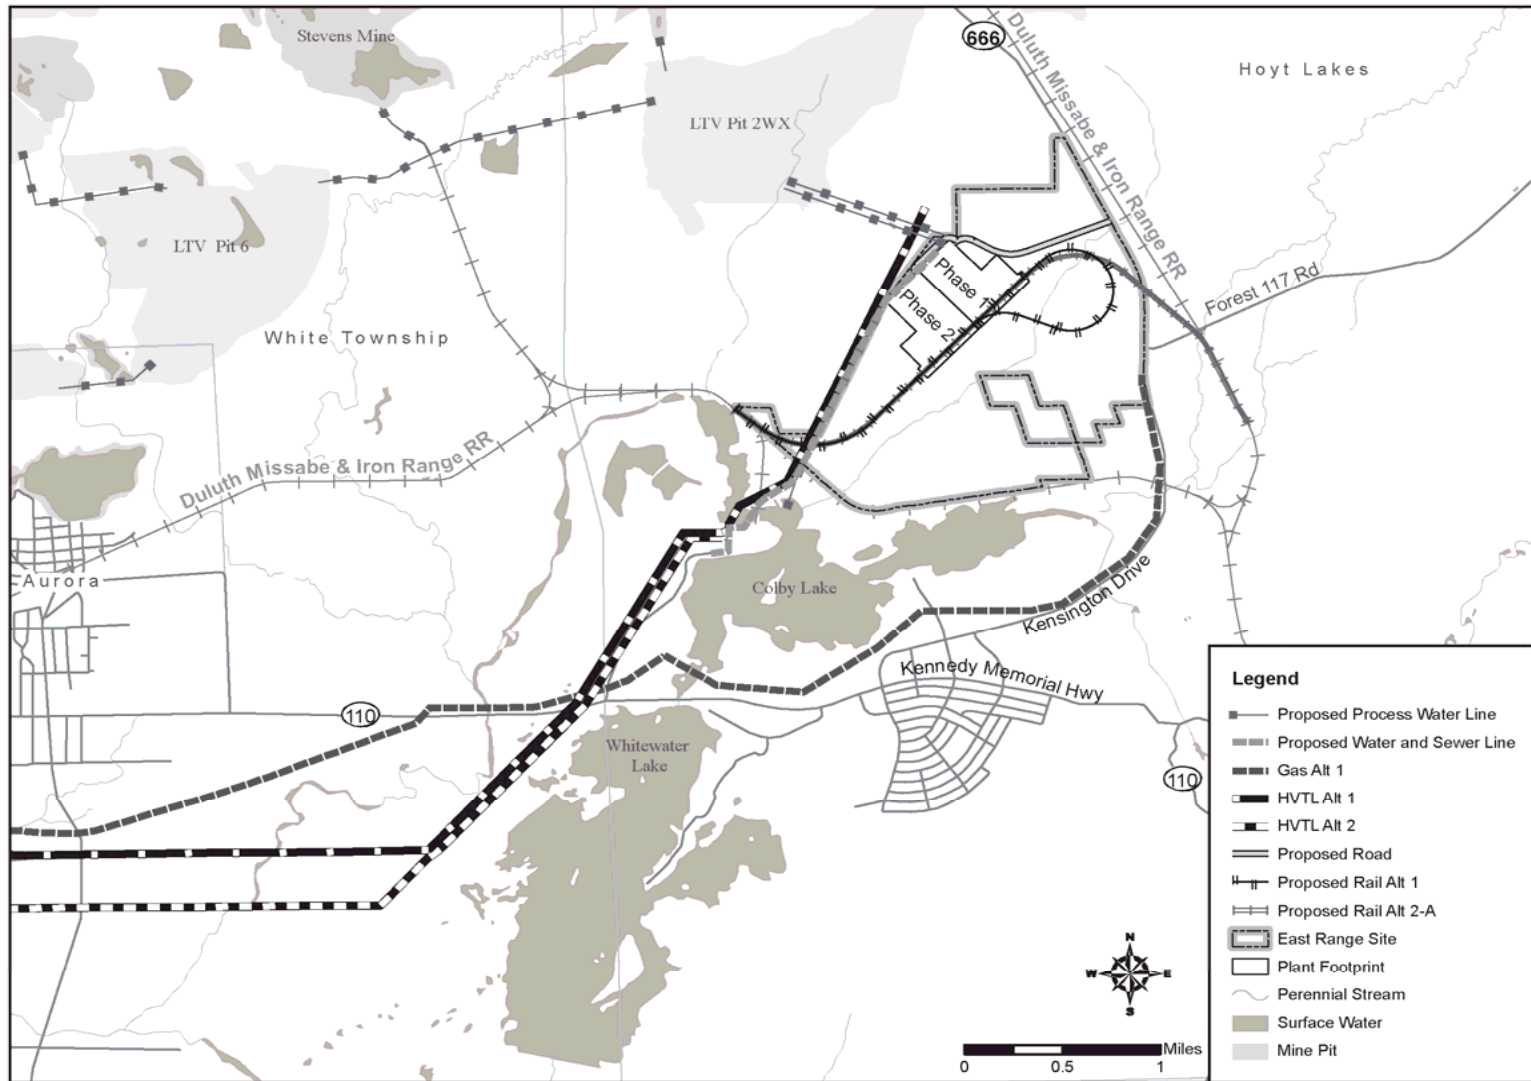 Stevens Mine
666
Duluth Missabe & Iron Range RR
Hoyt Lakes
LTV Pit 2WX
LTV Pit 6
White Township
Phase 1
Phase 2
Forest 117 Rd
Duluth Missabe & Iron Range RR
Aurora
Colby Lake
Kensington Drive
Kennedy Memorial Hwy
110
Whitewater
Lake
110
Legend
Proposed Process Water Line
Proposed Water and Sewer Line
Gas Alt 1
HVTL Alt 1
HVTL Alt 2
Proposed Road
Proposed Rail Alt 1
Proposed Rail Alt 2-A
East Range Site
Plant Footprint
Perennial Stream
Surface Water
Mine Pit
N
W E
S
Miles
0 0.5 1